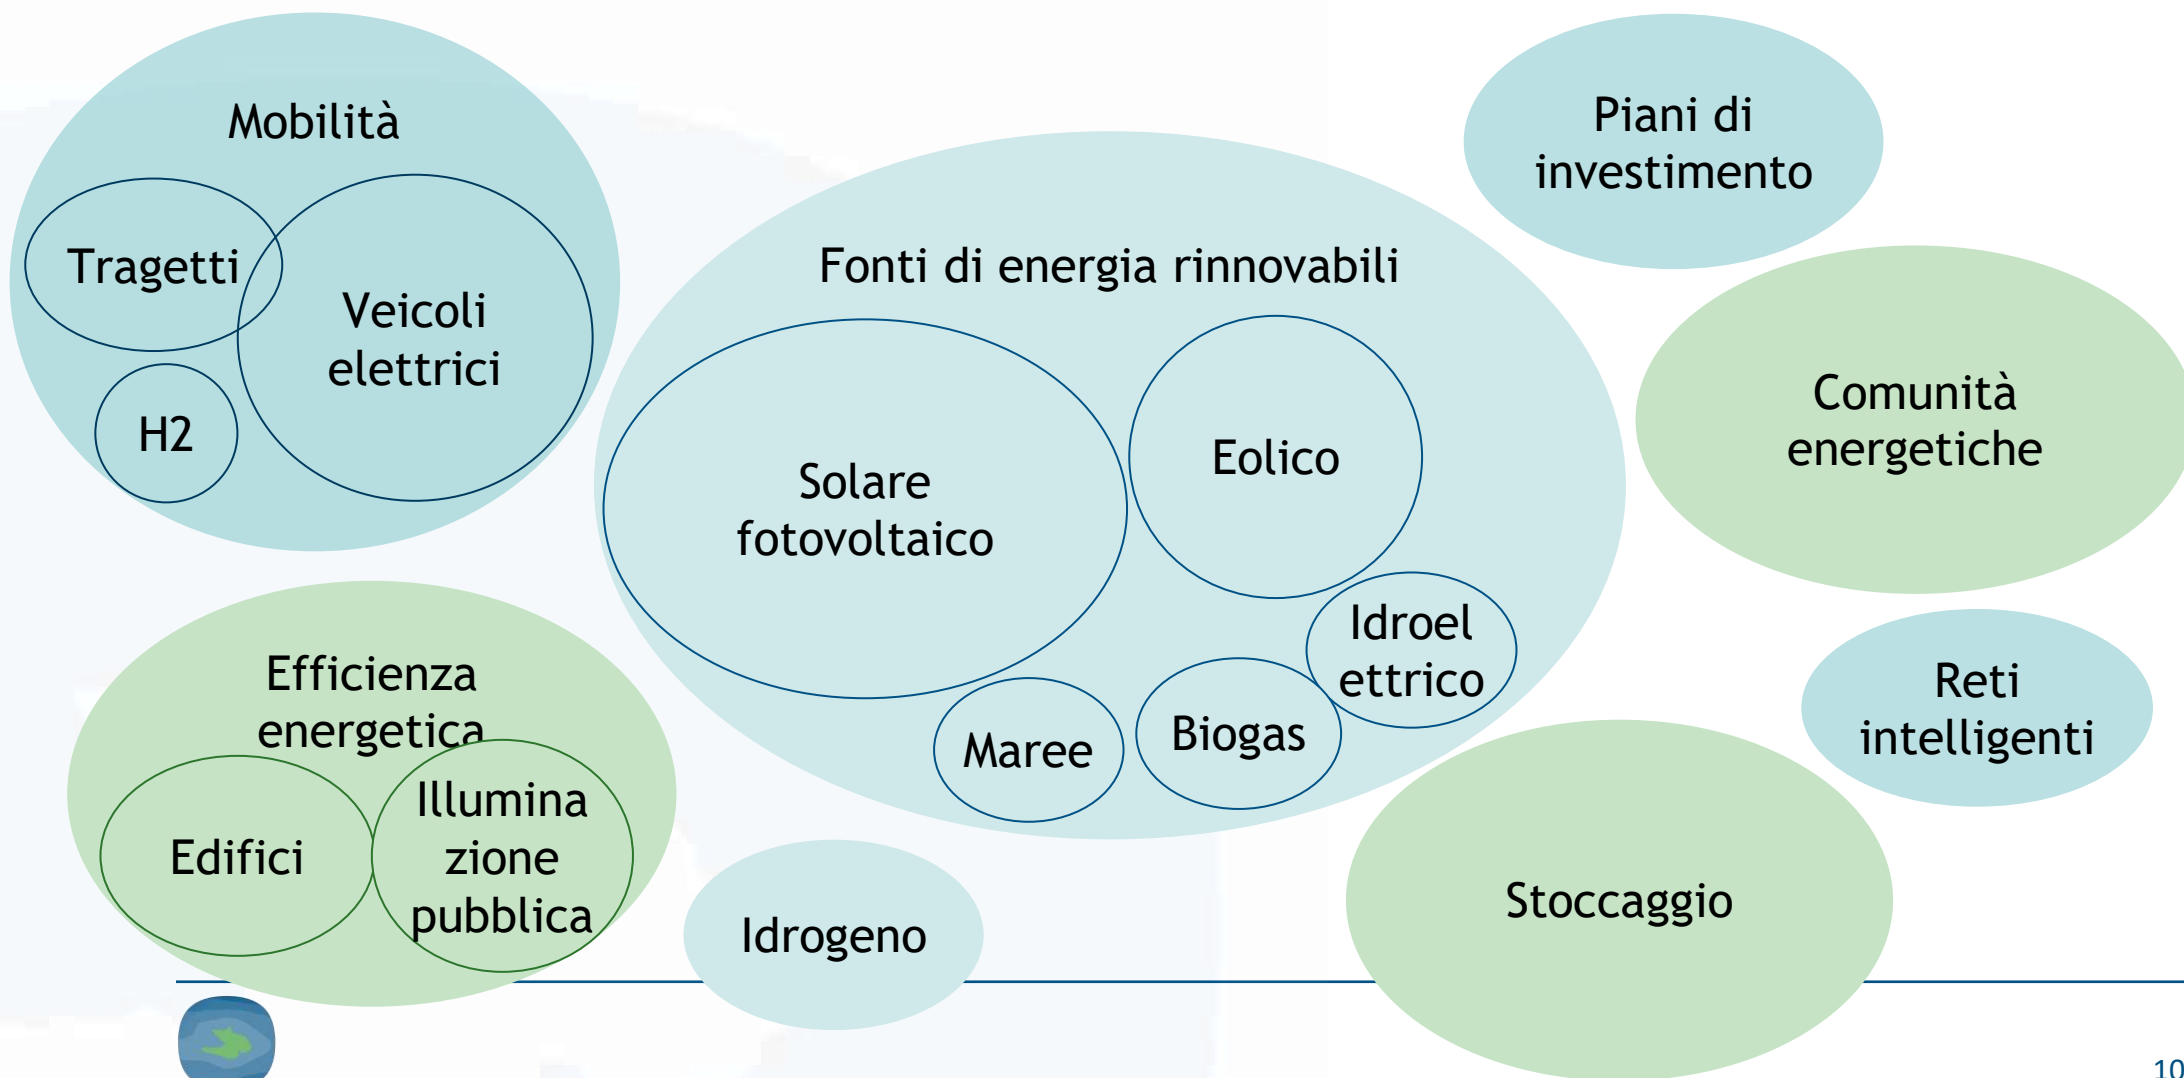 Mobilità
Tragetti
Veicoli
elettrici
H2
Fonti di energia rinnovabili
Solare
fotovoltaico
Eolico
Idroel
ettrico
Biogas
Maree
Piani di
investimento
Comunità
energetiche
Reti
intelligenti
Stoccaggio
Efficienza
energetica
Edifici
Illumina
zione
pubblica
Idrogeno
10